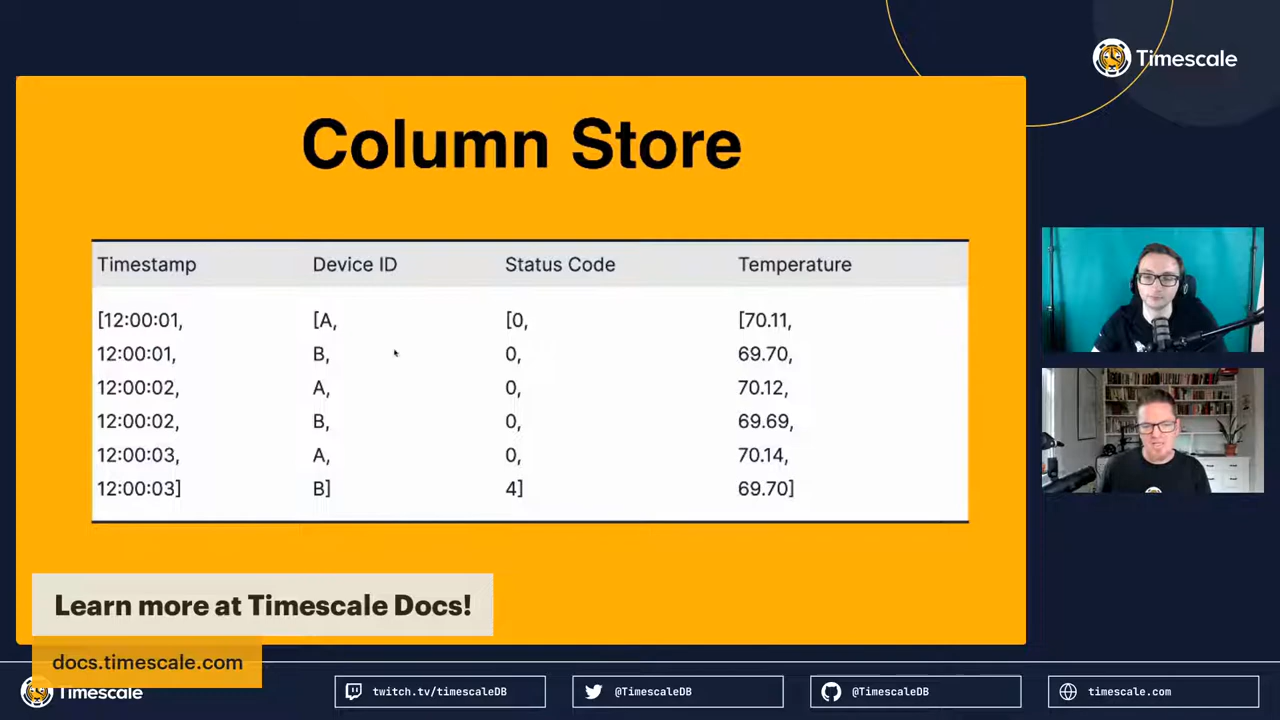 Timescale
Column Store
Timestamp Device ID Status Code Temperature
[12:00:01, [A, [0, [70.11,
12:00:01, B, 0, 69.70,
12:00:02, A, 0, 70.12,
12:00:02, B, 0, 69.69,
12:00:03, A, 0, 70.14,
12:00:03] B] 4] 69.70]
Learn more at Timescale Docs!
docs.timescale.com
Timescale twitch.tv/timescaleDB @TimescaleDB @TimescaleDB timescale.com